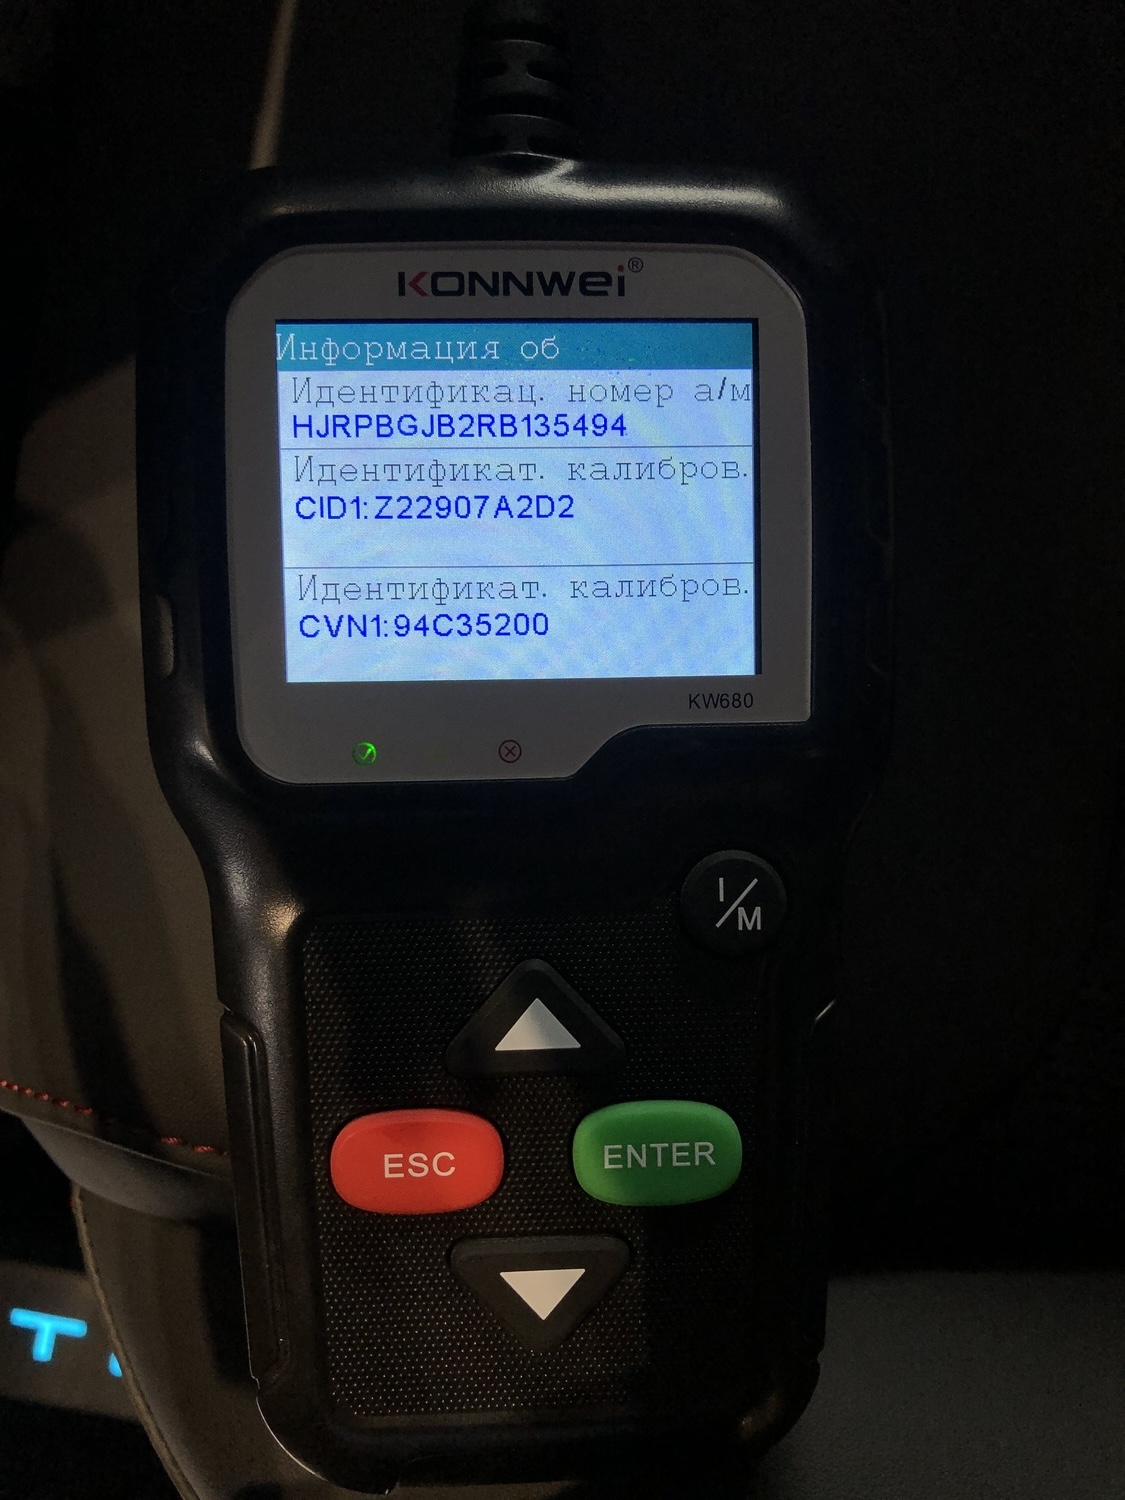 KONNWEI®
Информация об
Идентификац. номер а/м
HJRPBGJB2RB135494
Идентификат. калибров.
CID1:Z22907A2D2
Идентификат. калибров.
CVN1:94C35200
KW680
I/M
ESC
ENTER